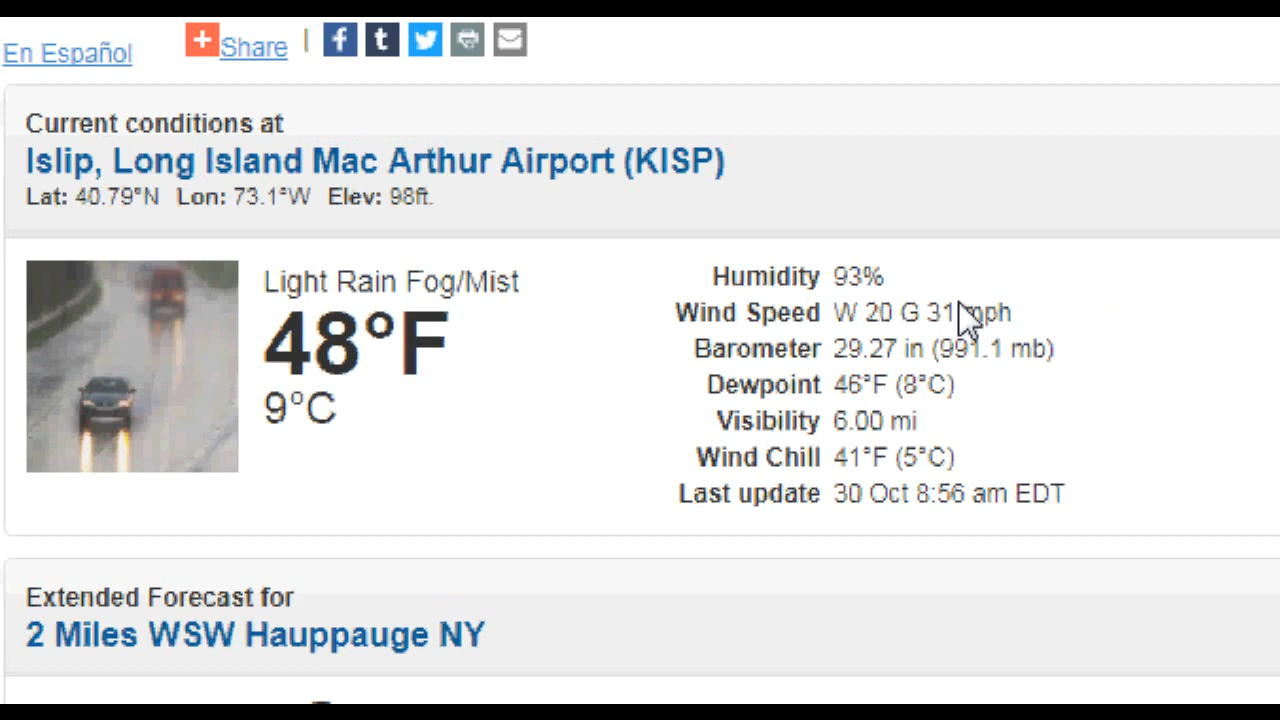 En Español Share | f t
Current conditions at
Islip, Long Island Mac Arthur Airport (KISP)
Lat: 40.79°N Lon: 73.1°W Elev: 98ft.
Light Rain Fog/Mist
48°F
9°C
Humidity 93%
Wind Speed W 20 G 31 mph
Barometer 29.27 in (991.1 mb)
Dewpoint 46°F (8°C)
Visibility 6.00 mi
Wind Chill 41°F (5°C)
Last update 30 Oct 8:56 am EDT
Extended Forecast for
2 Miles WSW Hauppauge NY